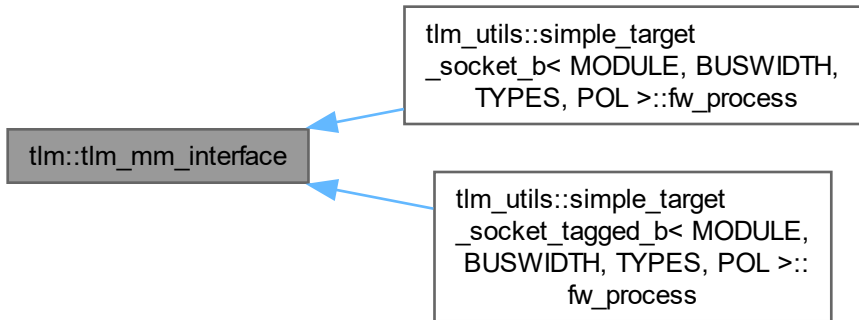 tlm_utils::simple_target
_socket_b< MODULE, BUSWIDTH,
TYPES, POL >::fw_process
tlm::tlm_mm_interface
tlm_utils::simple_target
_socket_tagged_b< MODULE,
BUSWIDTH, TYPES, POL >::
fw_process